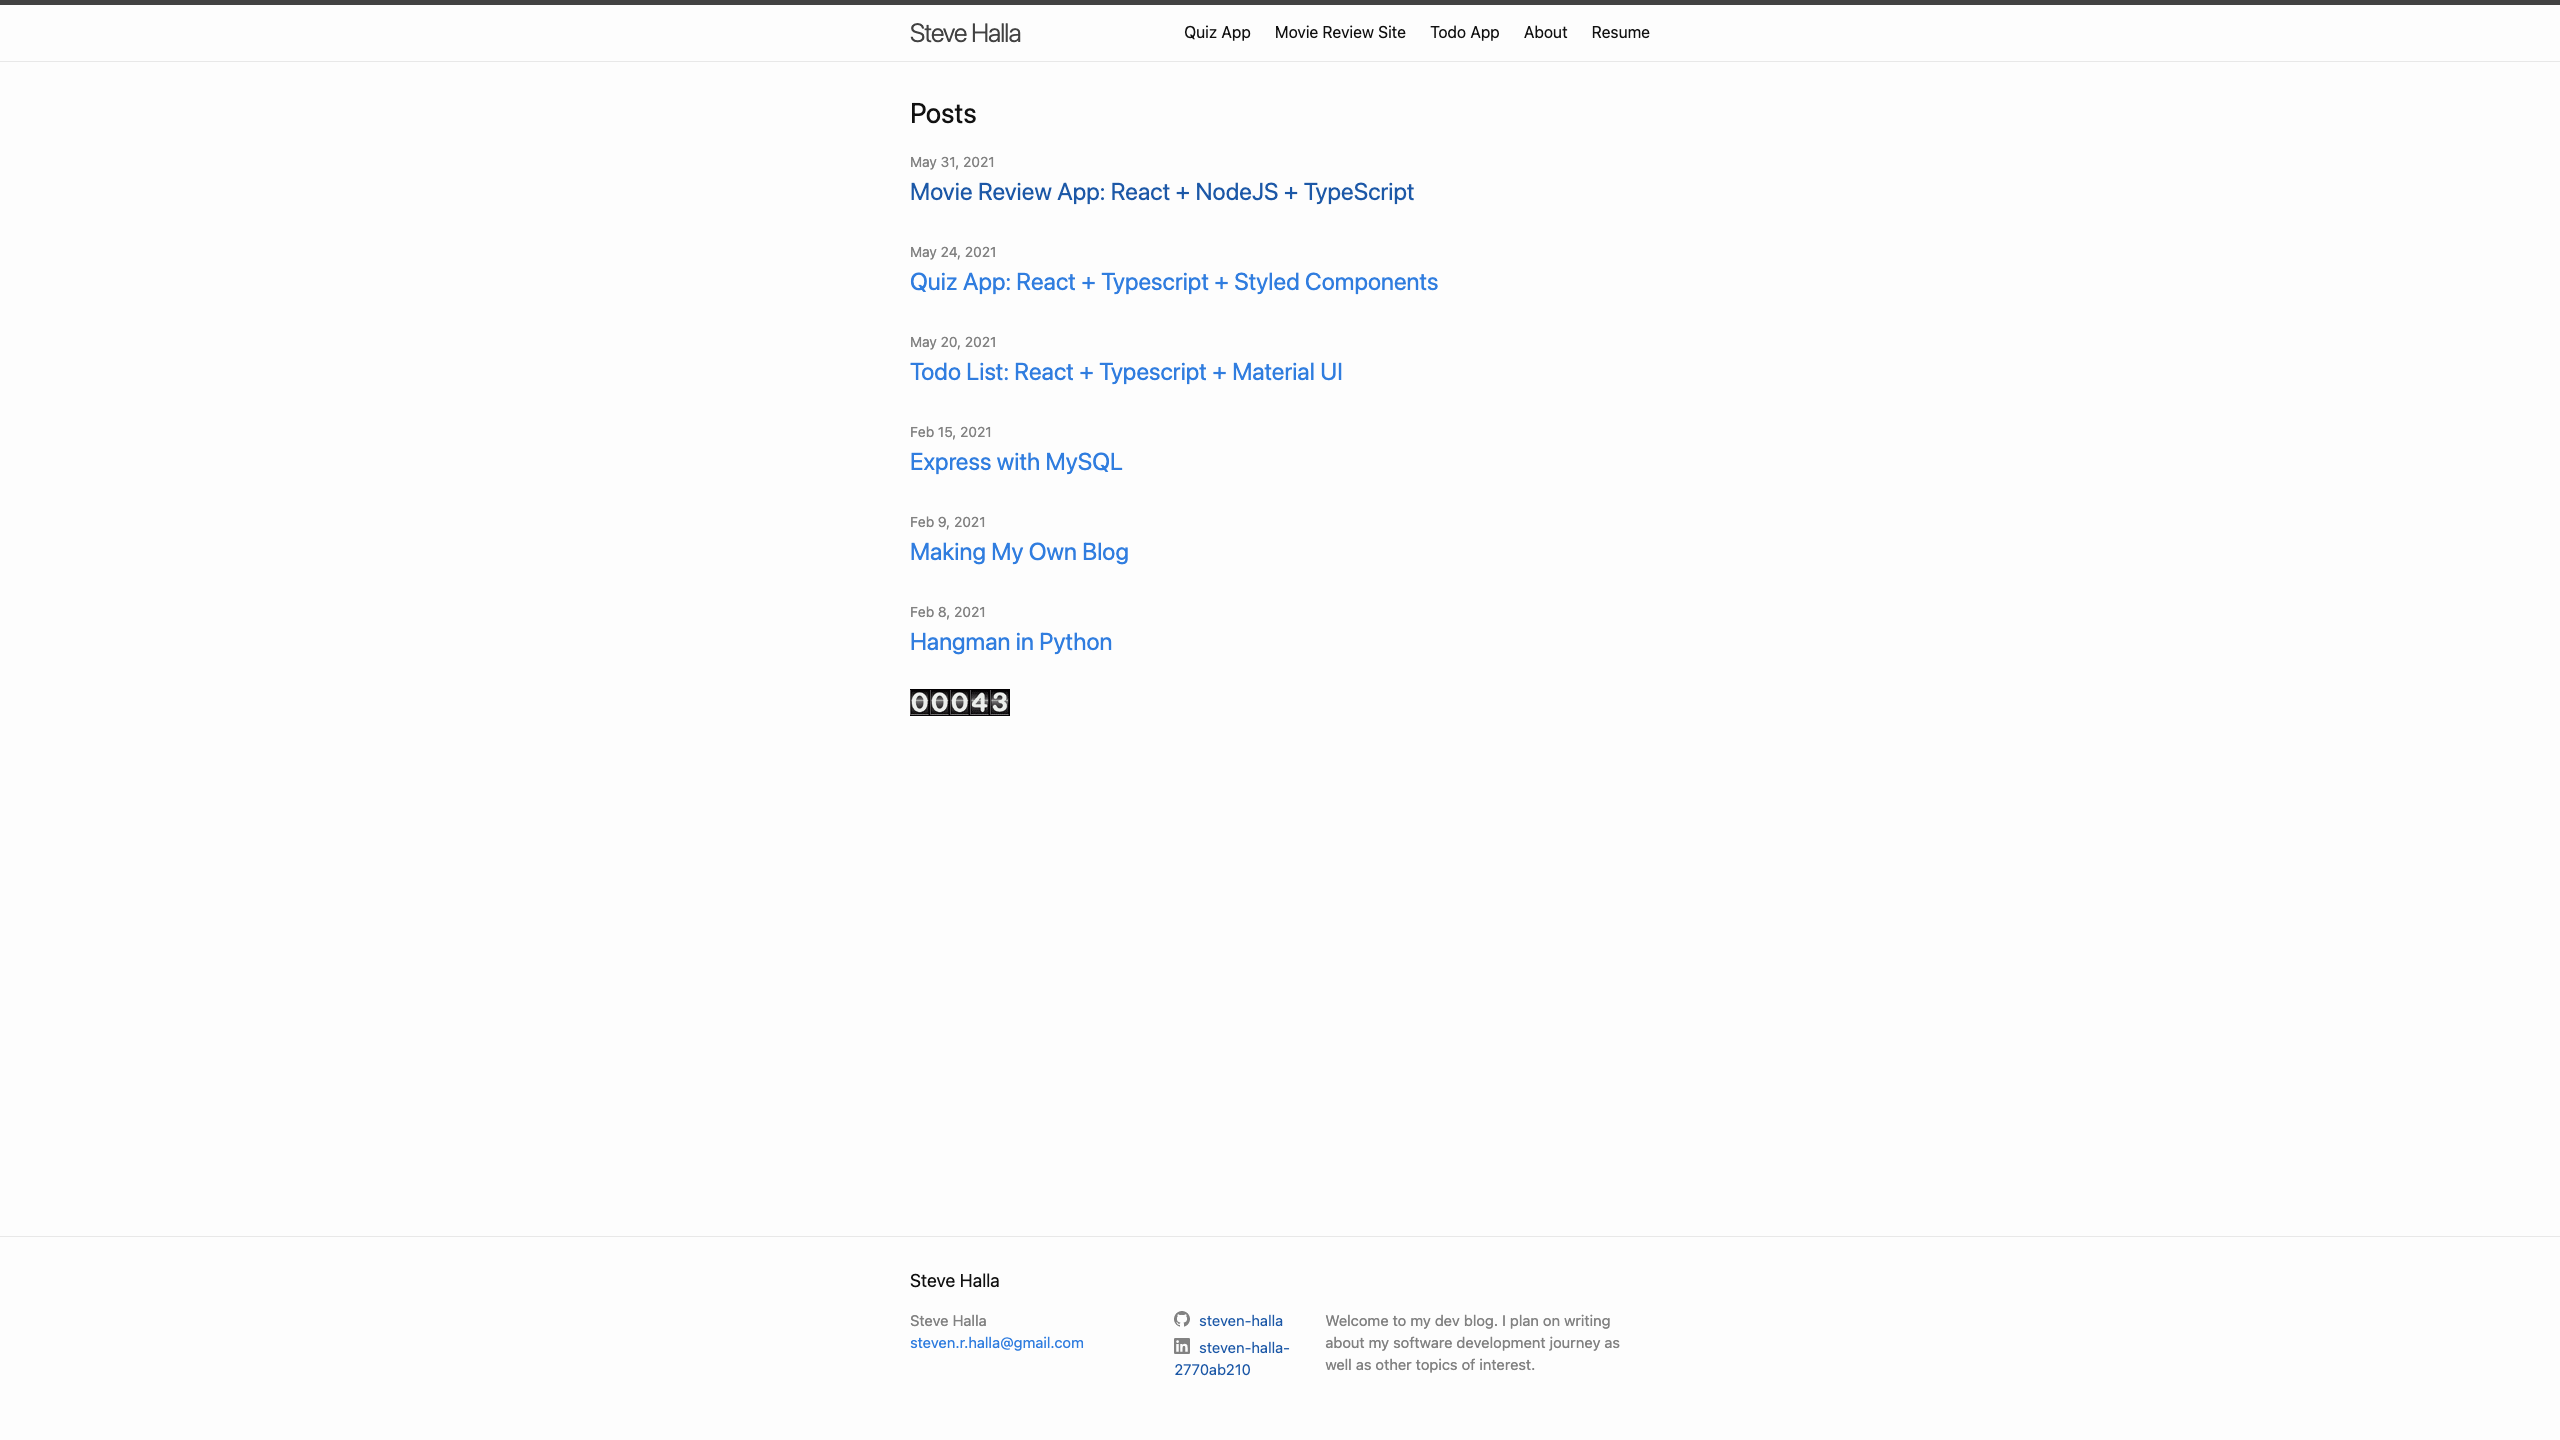 Steve Halla
Quiz App Movie Review Site Todo App About Resume
Posts
May 31, 2021
Movie Review App: React + NodeJS + TypeScript
May 24, 2021
Quiz App: React + Typescript + Styled Components
May 20, 2021
Todo List: React + Typescript + Material UI
Feb 15, 2021
Express with MySQL
Feb 9, 2021
Making My Own Blog
Feb 8, 2021
Hangman in Python
00043
Steve Halla
Steve Halla
steven.r.halla@gmail.com
steven-halla
steven-halla-
2770ab210
Welcome to my dev blog. I plan on writing
about my software development journey as
well as other topics of interest.